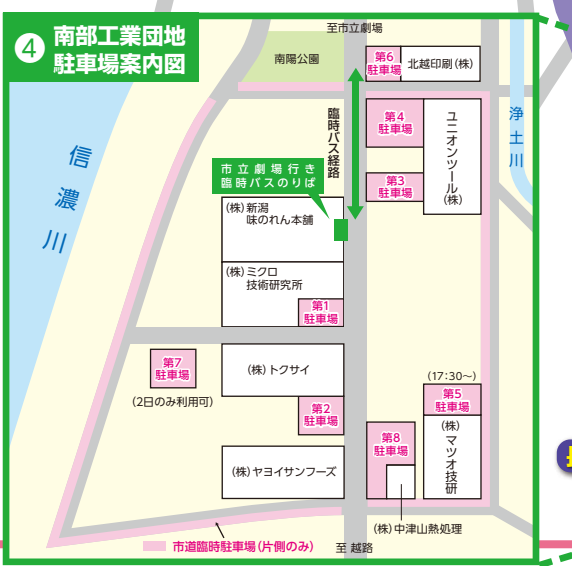 ④ 南部工業団地
駐車場案内図
至市立劇場
南陽公園
第6
駐車場
北越印刷(株)
臨時バス経路
第4
駐車場
ユニオンツール(株)
浄土川
信濃川
市立劇場行き
臨時バスのりば
第3
駐車場
(株)新潟
味のれん本舗
(株)ミクロ
技術研究所
第1
駐車場
第7
駐車場
(2日のみ利用可)
(株)トクサイ
(17:30〜)
第5
駐車場
第2
駐車場
第8
駐車場
(株)マツオ技研
(株)ヤヨイサンフーズ
(株)中津山熱処理
市道臨時駐車場(片側のみ)
至 越路